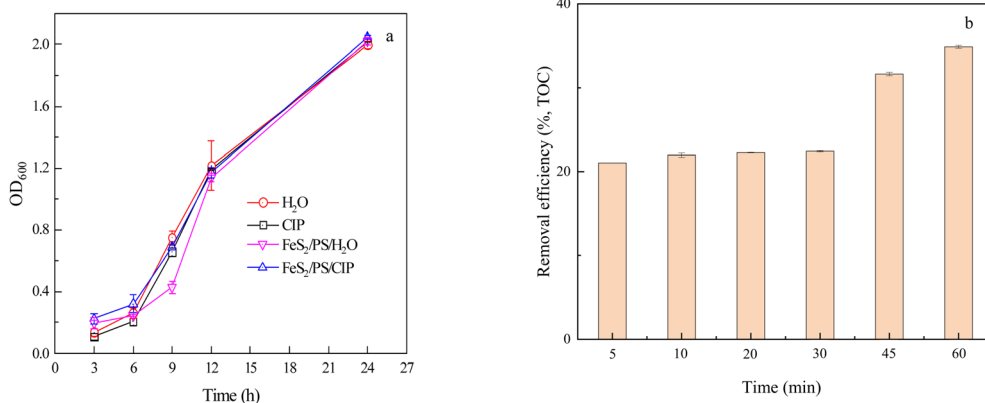 a
2.0
1.6
1.2
0.8
0.4
0.0
OD₆₀₀
H₂O
CIP
FeS₂/PS/H₂O
FeS₂/PS/CIP
0 3 6 9 12 15 18 21 24 27
Time (h)
b
40
20
0
Removal efficiency (%, TOC)
5 10 20 30 45 60
Time (min)